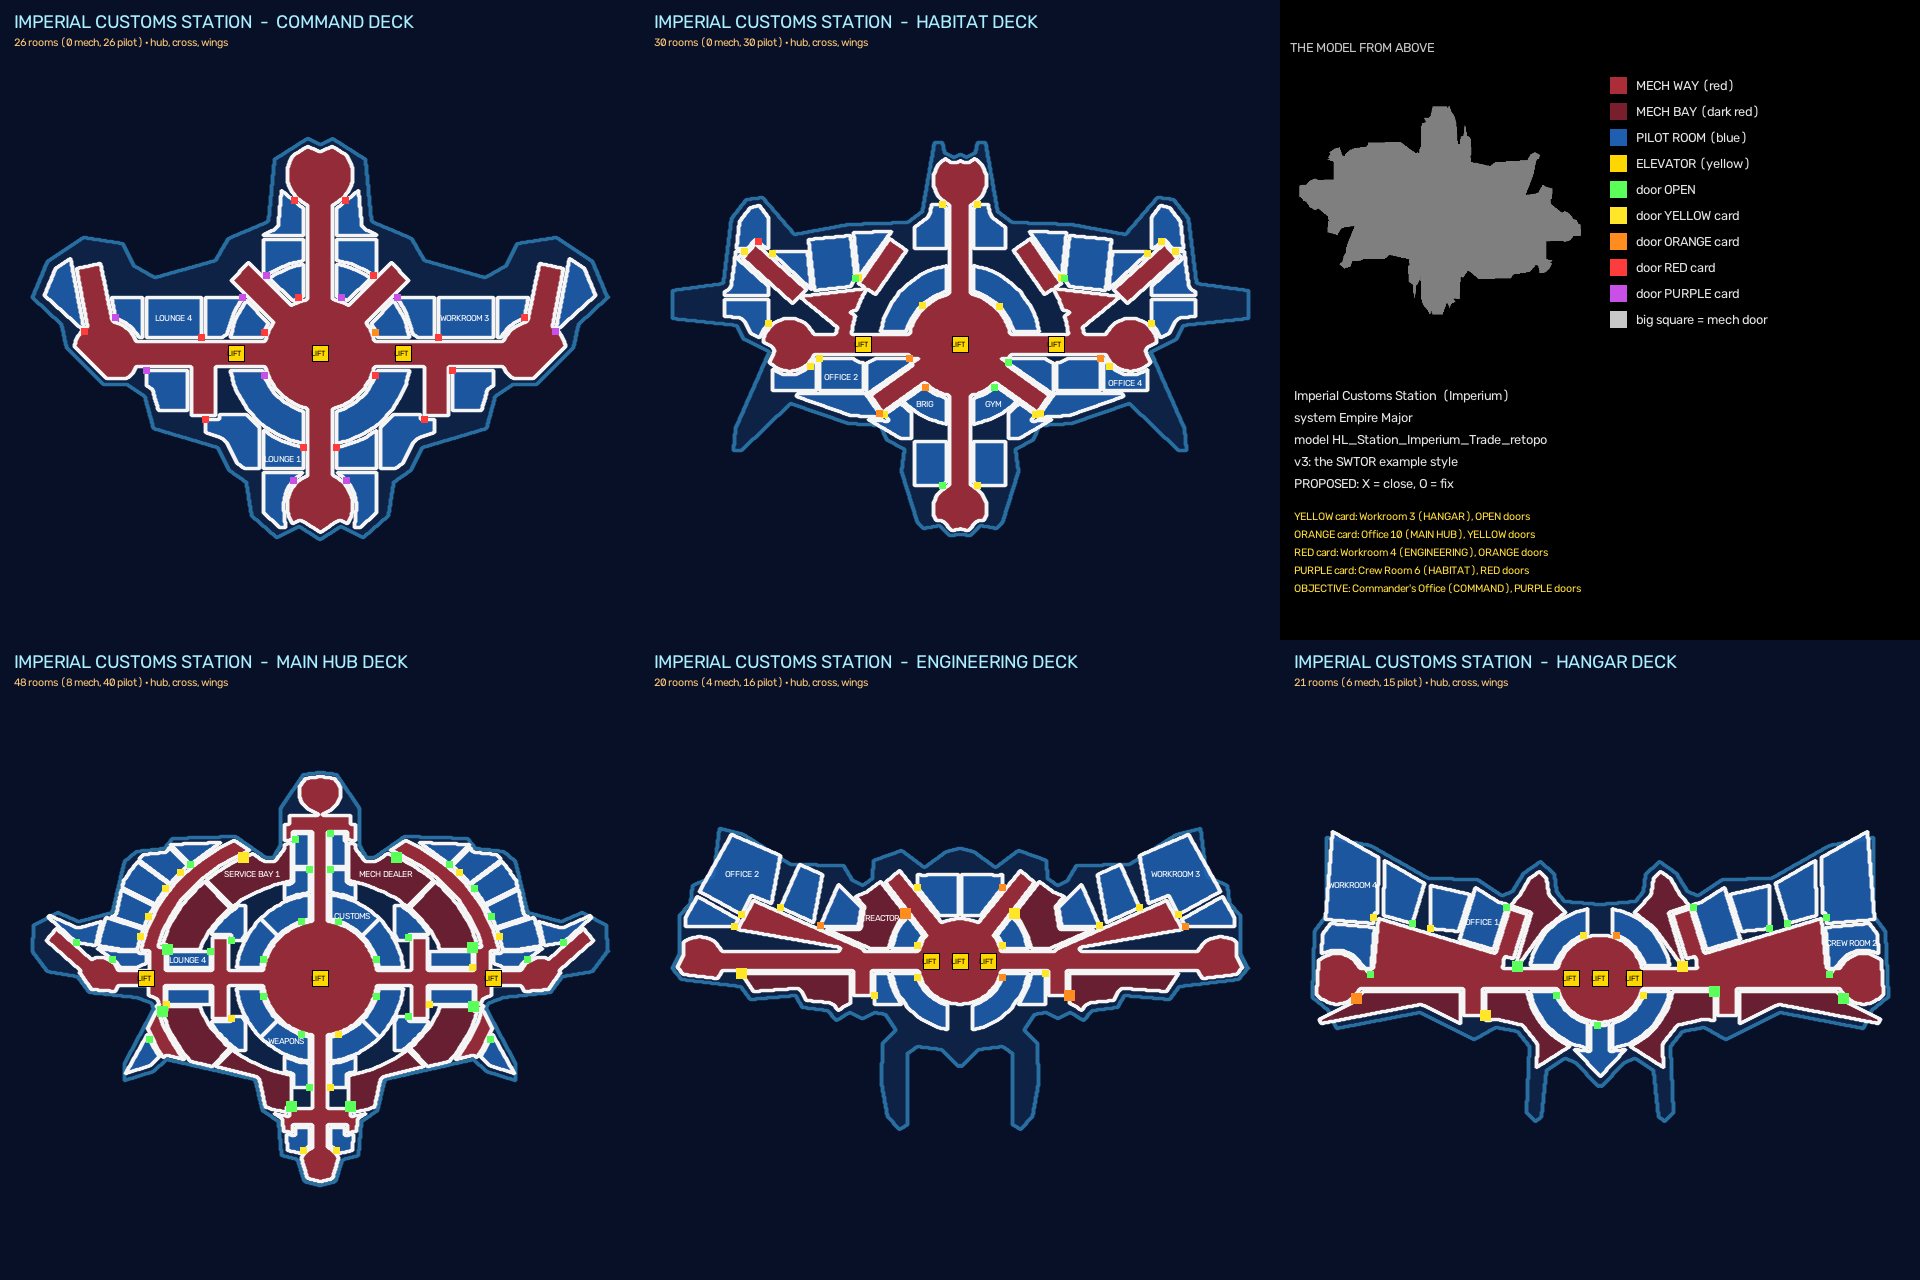 IMPERIAL CUSTOMS STATION - COMMAND DECK
26 rooms (0 mech, 26 pilot) • hub, cross, wings
LOUNGE 4
WORKROOM 3
LIFT
LIFT
LIFT
LOUNGE 1
IMPERIAL CUSTOMS STATION - HABITAT DECK
30 rooms (0 mech, 30 pilot) • hub, cross, wings
LIFT
LIFT
LIFT
OFFICE 2
OFFICE 4
BRIG
GYM
THE MODEL FROM ABOVE
MECH WAY (red)
MECH BAY (dark red)
PILOT ROOM (blue)
ELEVATOR (yellow)
door OPEN
door YELLOW card
door ORANGE card
door RED card
door PURPLE card
big square = mech door
Imperial Customs Station (Imperium)
system Empire Major
model HL_Station_Imperium_Trade_retopo
v3: the SWTOR example style
PROPOSED: X = close, O = fix
YELLOW card: Workroom 3 (HANGAR), OPEN doors
ORANGE card: Office 10 (MAIN HUB), YELLOW doors
RED card: Workroom 4 (ENGINEERING), ORANGE doors
PURPLE card: Crew Room 6 (HABITAT), RED doors
OBJECTIVE: Commander's Office (COMMAND), PURPLE doors
IMPERIAL CUSTOMS STATION - MAIN HUB DECK
48 rooms (8 mech, 40 pilot) • hub, cross, wings
SERVICE BAY 1
MECH DEALER
CUSTOMS
LOUNGE 4
LIFT
LIFT
LIFT
WEAPONS
IMPERIAL CUSTOMS STATION - ENGINEERING DECK
20 rooms (4 mech, 16 pilot) • hub, cross, wings
OFFICE 2
WORKROOM 3
REACTOR
LIFT
LIFT
LIFT
IMPERIAL CUSTOMS STATION - HANGAR DECK
21 rooms (6 mech, 15 pilot) • hub, cross, wings
WORKROOM 4
OFFICE 1
CREW ROOM 2
LIFT
LIFT
LIFT